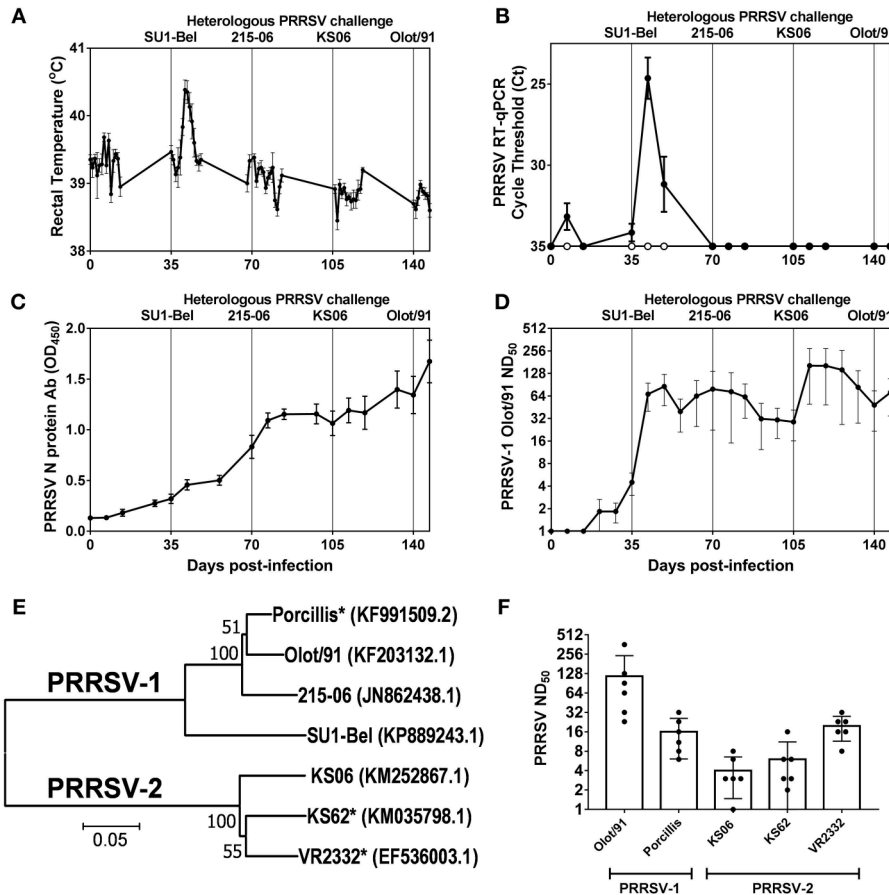 A
Heterologous PRRSV challenge
SU1-Bel 215-06 KS06 Olot/91
Rectal Temperature (°C)
41
40
39
38
0 35 70 105 140
B
Heterologous PRRSV challenge
SU1-Bel 215-06 KS06 Olot/91
PRRSV RT-qPCR
Cycle Threshold (Ct)
25
30
35
0 35 70 105 140
C
Heterologous PRRSV challenge
SU1-Bel 215-06 KS06 Olot/91
PRRSV N protein Ab (OD450)
2.0
1.5
1.0
0.5
0.0
0 35 70 105 140
Days post-infection
D
Heterologous PRRSV challenge
SU1-Bel 215-06 KS06 Olot/91
PRRSV-1 Olot/91 ND50
512
256
128
64
32
16
8
4
2
1
0 35 70 105 140
Days post-infection
E
Porcillis* (KF991509.2)
51
Olot/91 (KF203132.1)
100
PRRSV-1
215-06 (JN862438.1)
SU1-Bel (KP889243.1)
KS06 (KM252867.1)
PRRSV-2
100
KS62* (KM035798.1)
0.05
55
VR2332* (EF536003.1)
F
PRRSV ND50
512
256
128
64
32
16
8
4
2
1
Olot/91 Porcillis KS06 KS62 VR2332
PRRSV-1 PRRSV-2